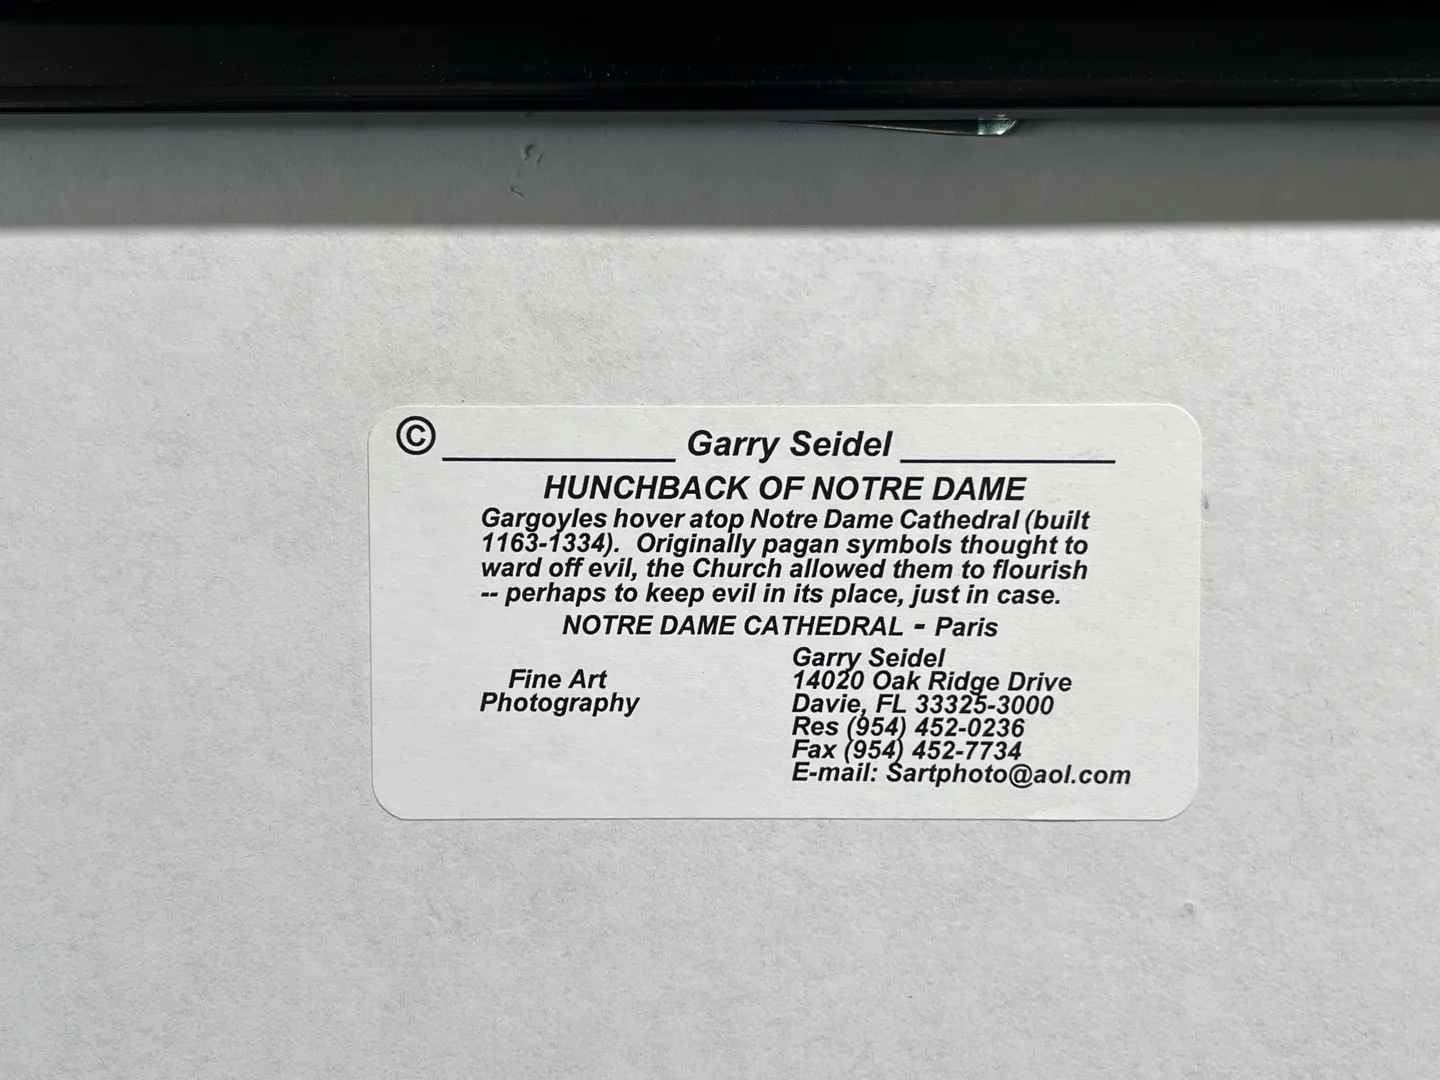 © Garry Seidel
HUNCHBACK OF NOTRE DAME
Gargoyles hover atop Notre Dame Cathedral (built
1163-1334). Originally pagan symbols thought to
ward off evil, the Church allowed them to flourish
-- perhaps to keep evil in its place, just in case.
NOTRE DAME CATHEDRAL - Paris
Fine Art
Photography
Garry Seidel
14020 Oak Ridge Drive
Davie, FL 33325-3000
Res (954) 452-0236
Fax (954) 452-7734
E-mail: Sartphoto@aol.com